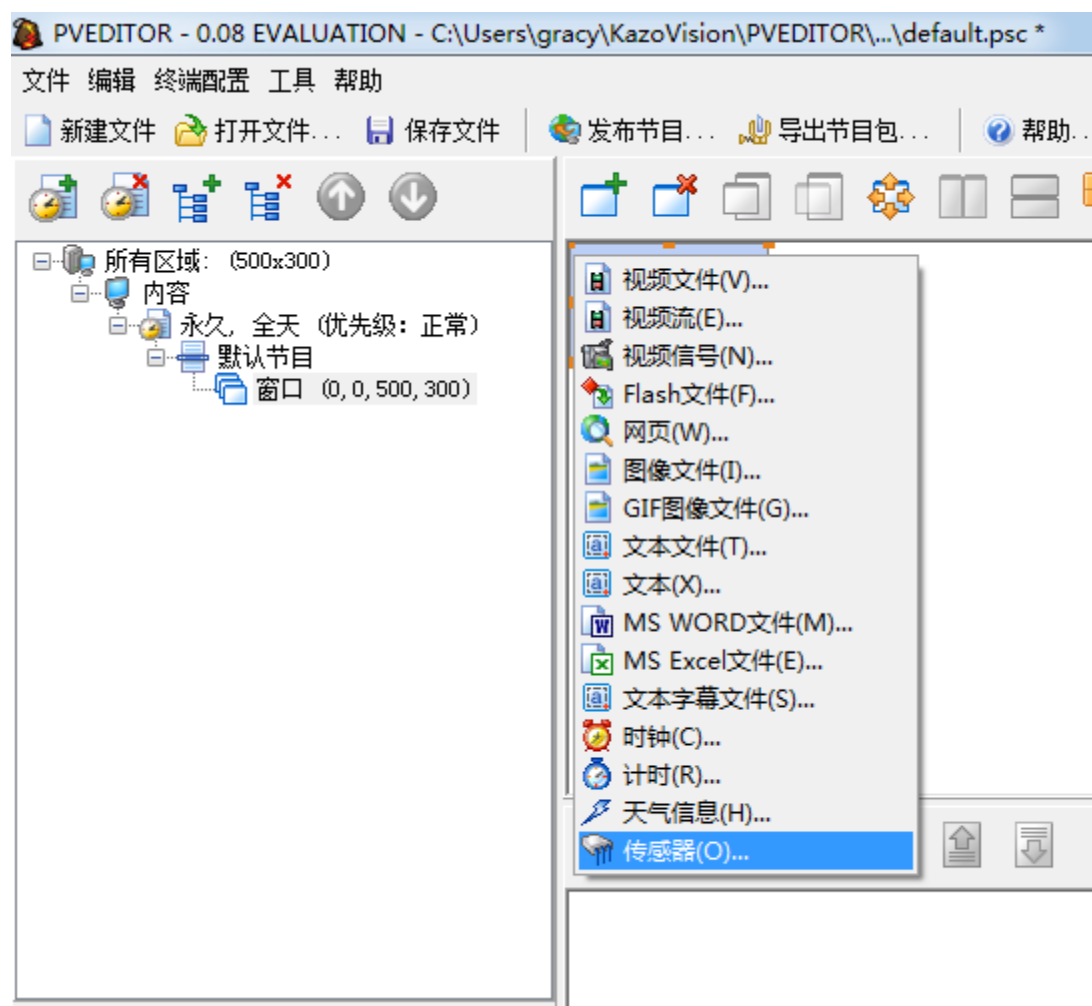 PVEDITOR - 0.08 EVALUATION - C:\Users\gracy\KazoVision\PVEDITOR\...\default.psc *
文件 编辑 终端配置 工具 帮助
新建文件 打开文件... 保存文件 发布节目... 导出节目包... 帮助..
所有区域: (500x300)
内容
永久, 全天 (优先级: 正常)
默认节目
窗口 (0,0,500,300)
视频文件(V)...
视频流(E)...
视频信号(N)...
Flash文件(F)...
网页(W)...
图像文件(I)...
GIF图像文件(G)...
文本文件(T)...
文本(X)...
MS WORD文件(M)...
MS Excel文件(E)...
文本字幕文件(S)...
时钟(C)...
计时(R)...
天气信息(H)...
传感器(O)...